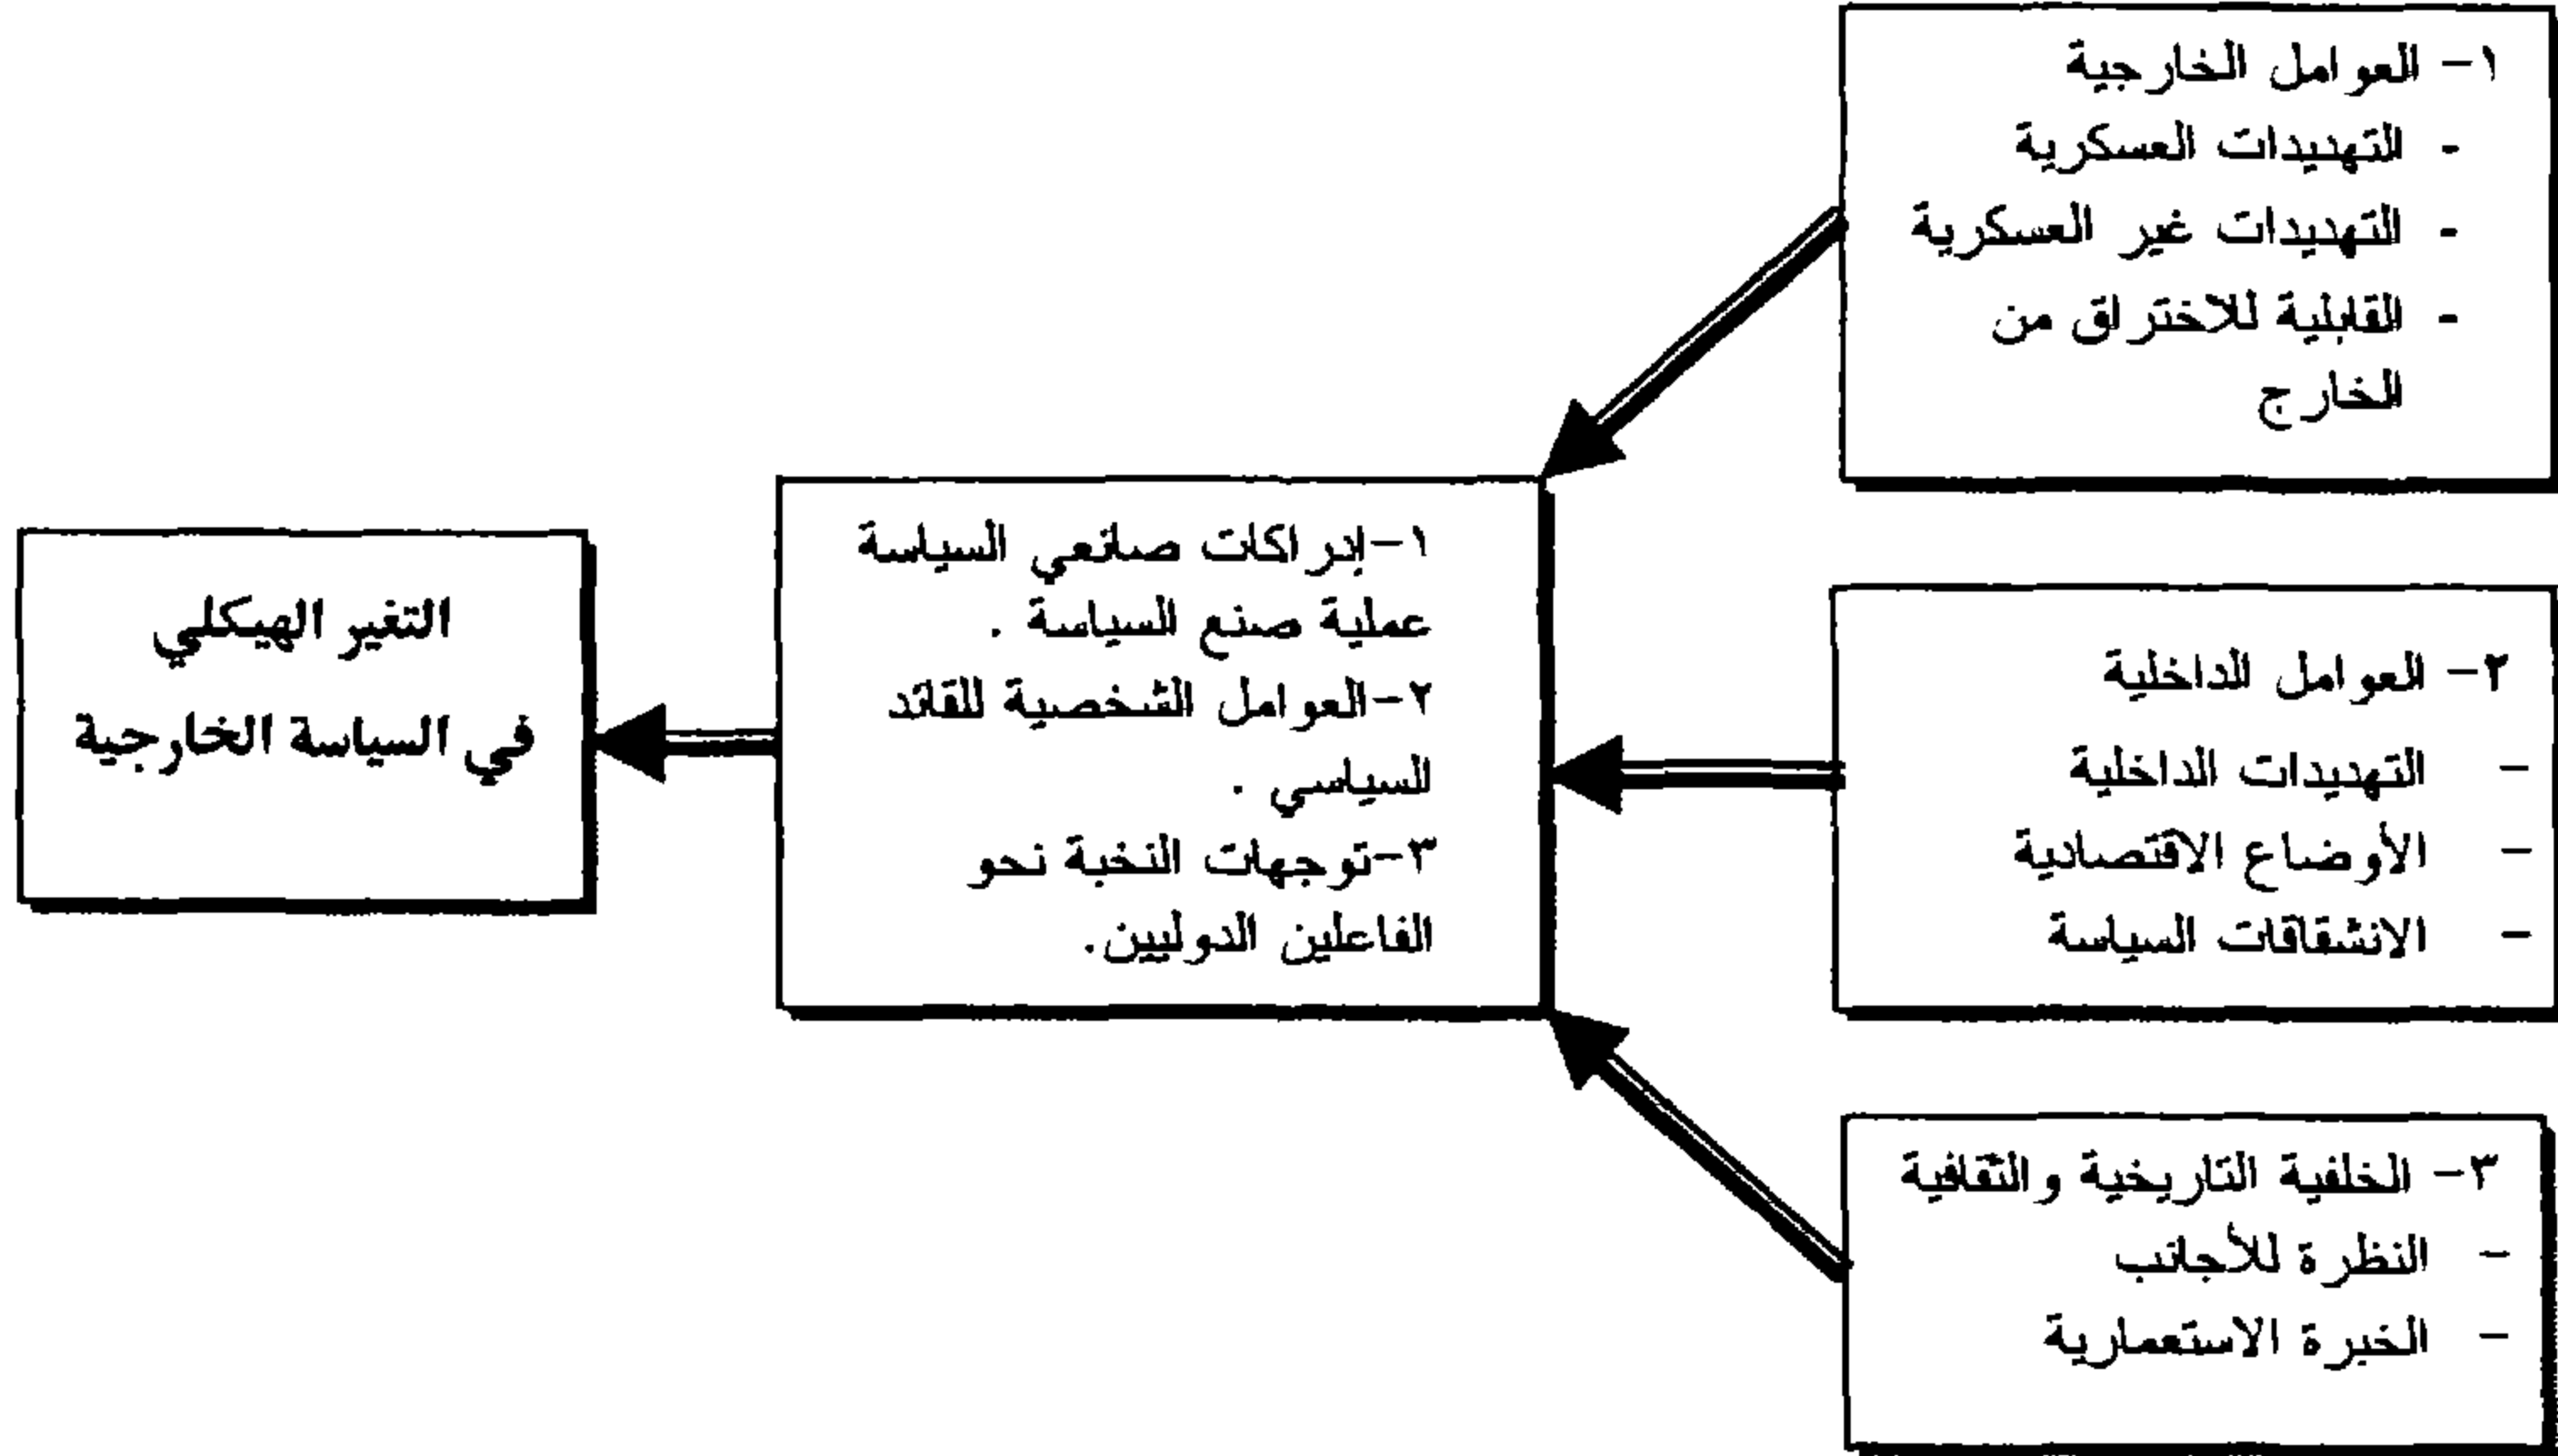 ١- العوامل الخارجية
- التهديدات العسكرية
- التهديدات غير العسكرية
- القابلية للاختراق من
الخارج
١-إدراكات صانعي السياسة
عملية صنع السياسة .
٢-العوامل الشخصية للقائد
السياسي .
٣-توجهات النخبة نحو
الفاعلين الدوليين.
التغير الهيكلي
في السياسة الخارجية
٢- العوامل الداخلية
- التهديدات الداخلية
- الأوضاع الاقتصادية
- الانشقاقات السياسة
٣- الخلفية التاريخية والثقافية
- النظرة للأجانب
- الخبرة الاستعمارية